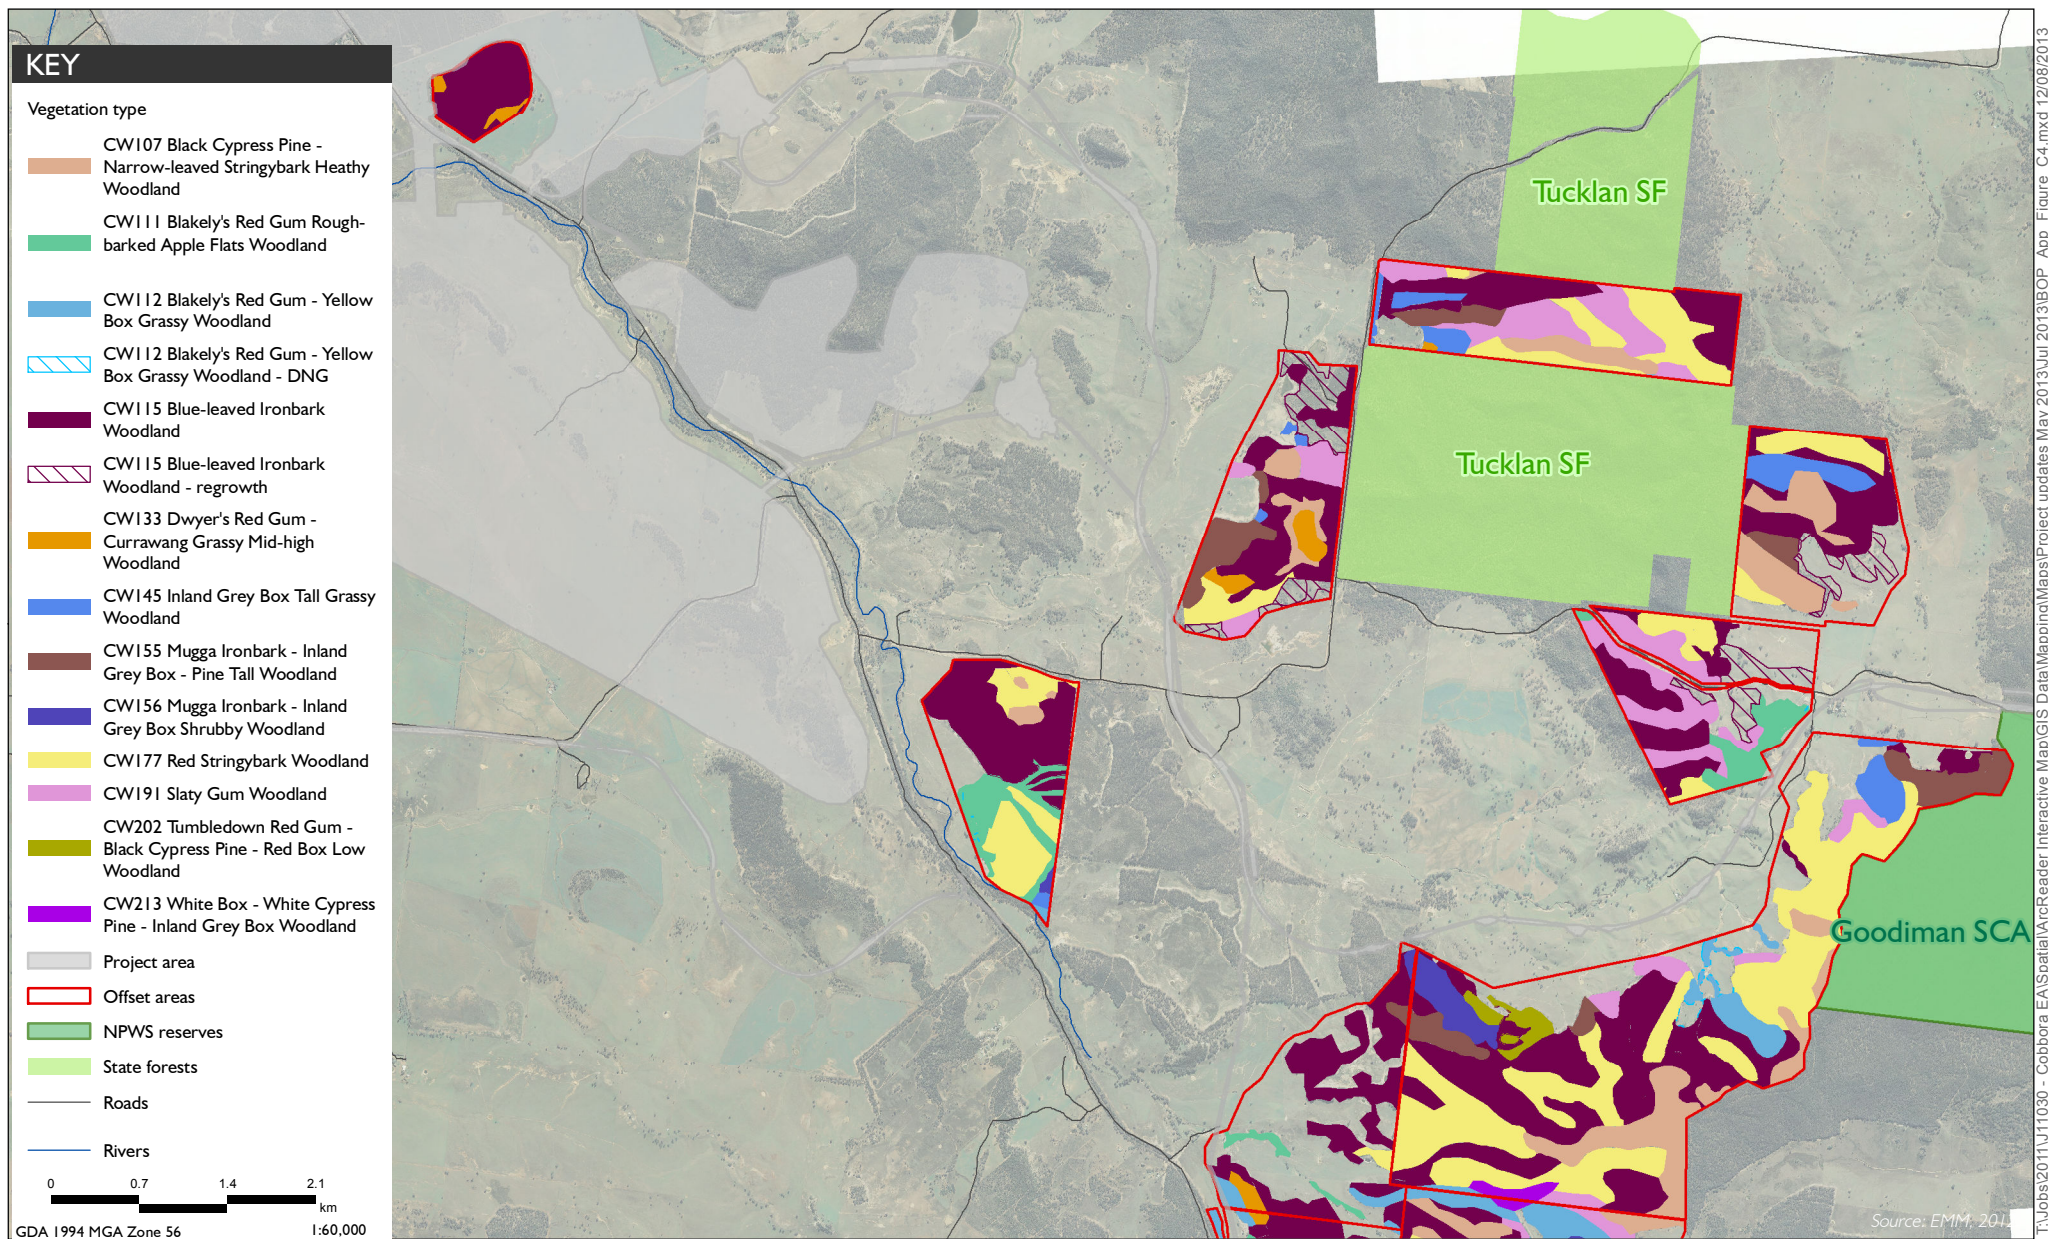 KEY
Vegetation type
CW107 Black Cypress Pine -
Narrow-leaved Stringybark Heathy
Woodland
CW111 Blakely's Red Gum Rough-
barked Apple Flats Woodland
CW112 Blakely's Red Gum - Yellow
Box Grassy Woodland
CW112 Blakely's Red Gum - Yellow
Box Grassy Woodland - DNG
CW115 Blue-leaved Ironbark
Woodland
CW115 Blue-leaved Ironbark
Woodland - regrowth
CW133 Dwyer's Red Gum -
Currawang Grassy Mid-high
Woodland
CW145 Inland Grey Box Tall Grassy
Woodland
CW155 Mugga Ironbark - Inland
Grey Box - Pine Tall Woodland
CW156 Mugga Ironbark - Inland
Grey Box Shrubby Woodland
CW177 Red Stringybark Woodland
CW191 Slaty Gum Woodland
CW202 Tumbledown Red Gum -
Black Cypress Pine - Red Box Low
Woodland
CW213 White Box - White Cypress
Pine - Inland Grey Box Woodland
Project area
Offset areas
NPWS reserves
State forests
Roads
Rivers
0 0.7 1.4 2.1
km
GDA 1994 MGA Zone 56 1:60,000
Tucklan SF
Tucklan SF
Goodiman SCA
Source: EMM, 201
T:\Jobs\2011\J11030 - Cobbora EA\Spatial\ArcReader Interactive Map\GIS Data\Mapping\Maps\Project updates May 2013\Jul 2013\BOP_App_Figure_C4.mxd 12/08/2013